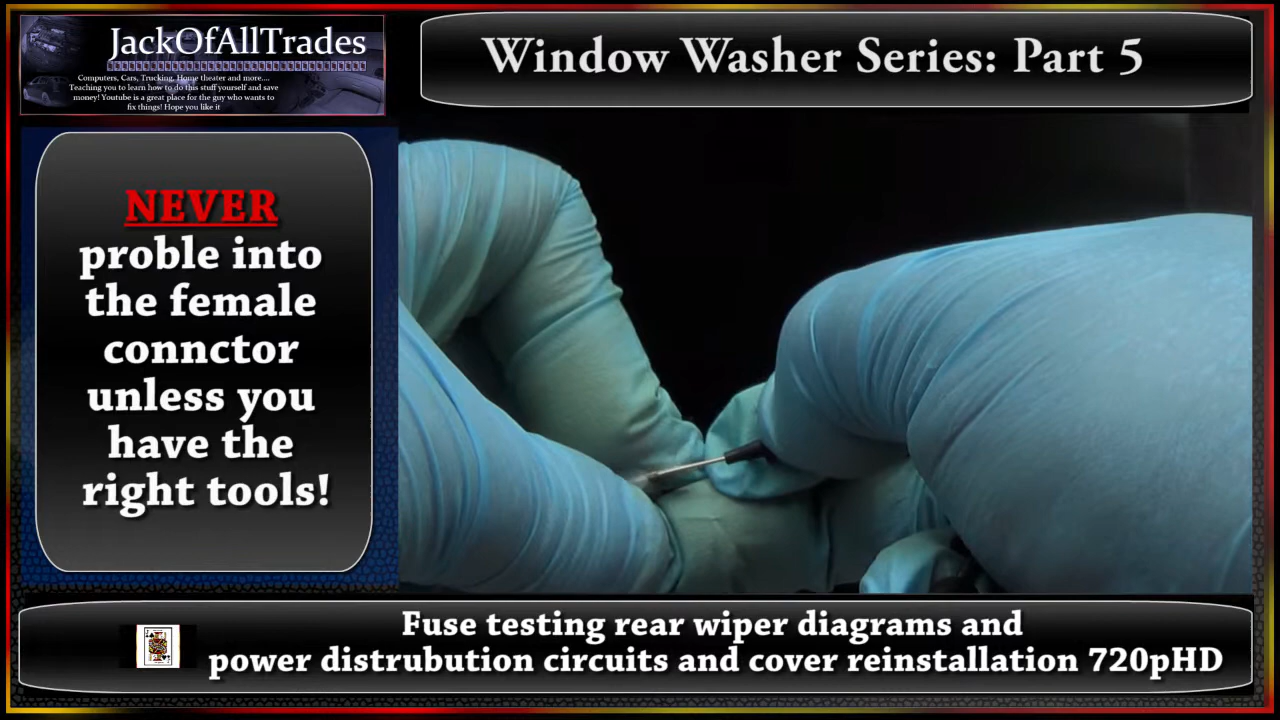 JackOfAllTrades
Computers, Cars, Trucking, Home theater and more....
Teaching you to learn how to do this stuff yourself and save
money! Youtube is a great place for the guy who wants to
fix things! Hope you like it
Window Washer Series: Part 5
NEVER
proble into
the female
connctor
unless you
have the
right tools!
Fuse testing rear wiper diagrams and
power distrubution circuits and cover reinstallation 720pHD